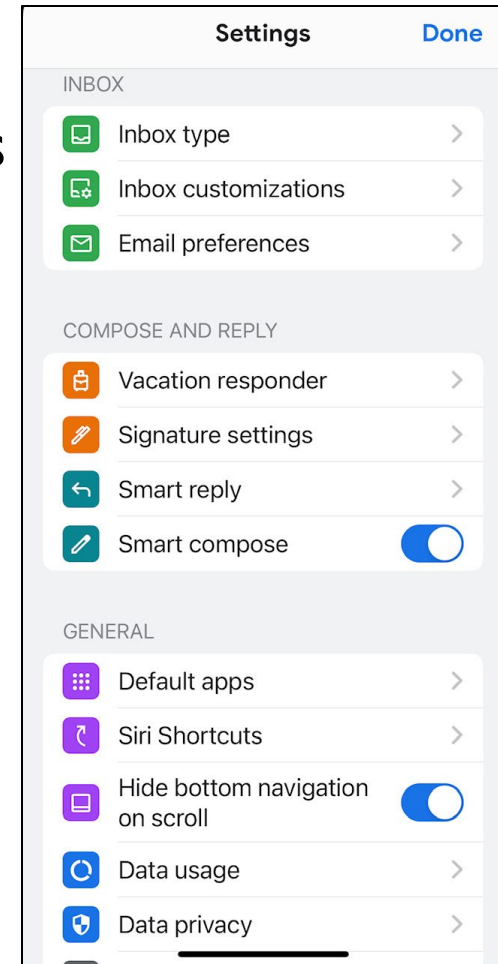 Settings
Done
INBOX
Inbox type
Inbox customizations
Email preferences
COMPOSE AND REPLY
Vacation responder
Signature settings
Smart reply
Smart compose
GENERAL
Default apps
Siri Shortcuts
Hide bottom navigation
on scroll
Data usage
Data privacy